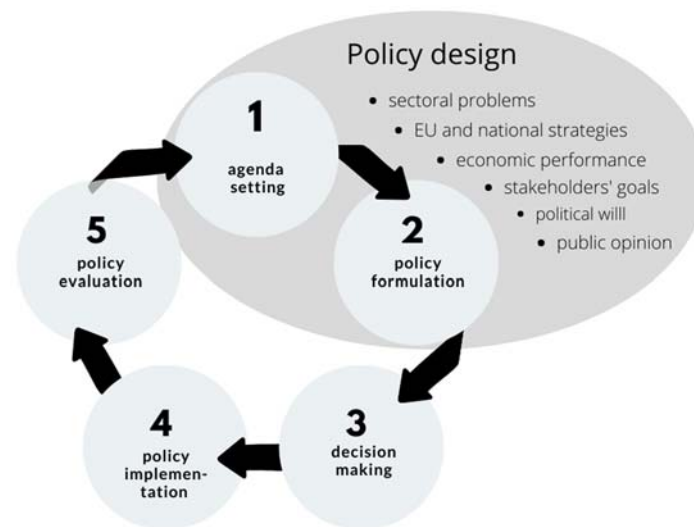 Policy design
• sectoral problems
• EU and national strategies
• economic performance
• stakeholders' goals
• political willl
• public opinion
1
agenda
setting
2
policy
formulation
3
decision
making
4
policy
implemen-
tation
5
policy
evaluation